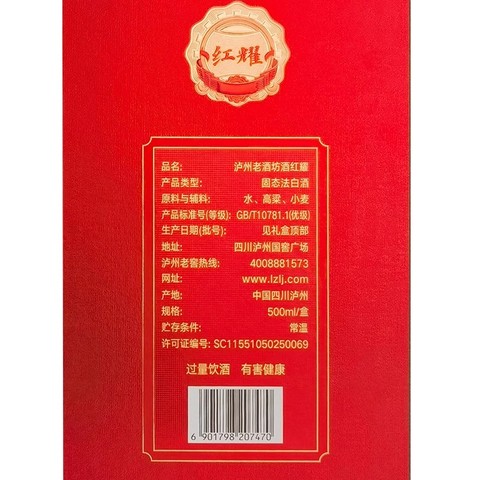 红耀
品名: 泸州老酒坊酒红耀
产品类型: 固态法白酒
原料与辅料: 水、高粱、小麦
产品标准号(等级): GB/T10781.1(优级)
生产日期(批号): 见礼盒顶部
地址: 四川泸州国窖广场
泸州老窖热线: 4008881573
网址: www.lzlj.com
产地: 中国四川泸州
规格: 500ml/盒
贮存条件: 常温
许可证编号: SC11551050250069
过量饮酒 有害健康
6 901798 207470